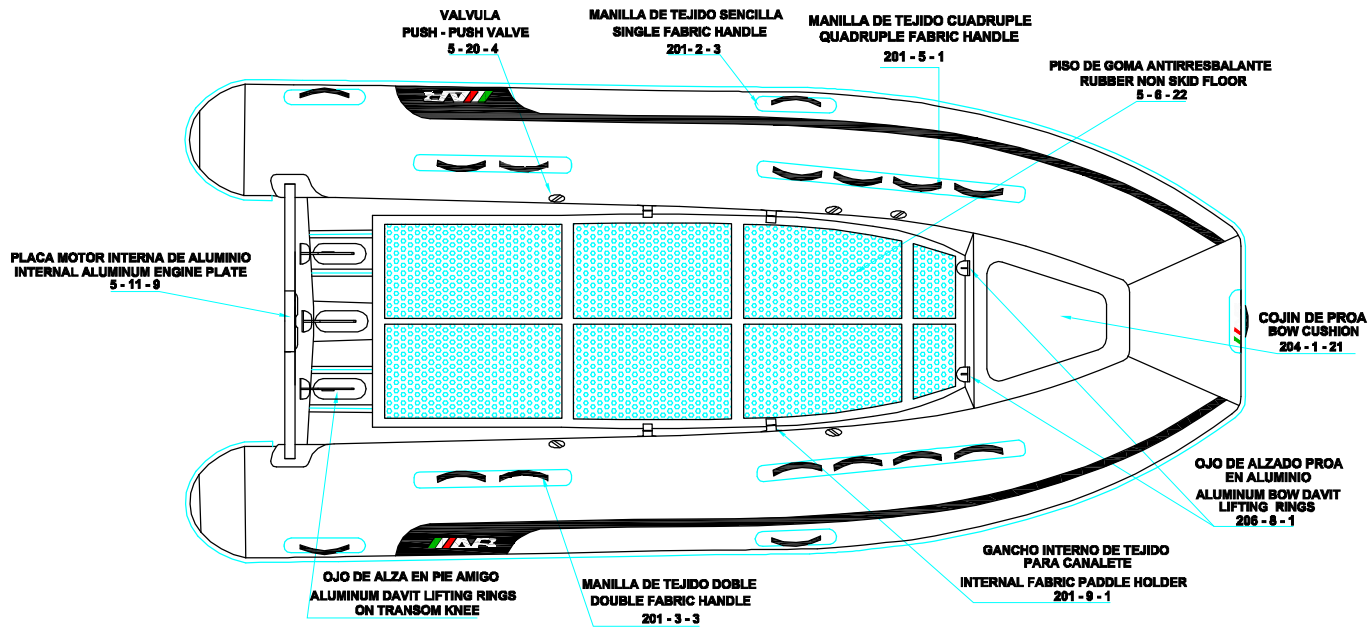 VALVULA
PUSH - PUSH VALVE
5 - 20 - 4
MANILLA DE TEJIDO SENCILLA
SINGLE FABRIC HANDLE
201 - 2 - 3
MANILLA DE TEJIDO CUADRUPLE
QUADRUPLE FABRIC HANDLE
201 - 5 - 1
PISO DE GOMA ANTIRRESBALANTE
RUBBER NON SKID FLOOR
5 - 6 - 22
PLACA MOTOR INTERNA DE ALUMINIO
INTERNAL ALUMINUM ENGINE PLATE
5 - 11 - 9
COJIN DE PROA
BOW CUSHION
204 - 1 - 21
OJO DE ALZADO PROA
EN ALUMINIO
ALUMINUM BOW DAVIT
LIFTING RINGS
206 - 8 - 1
GANCHO INTERNO DE TEJIDO
PARA CANALETE
INTERNAL FABRIC PADDLE HOLDER
201 - 9 - 1
MANILLA DE TEJIDO DOBLE
DOUBLE FABRIC HANDLE
201 - 3 - 3
OJO DE ALZA EN PIE AMIGO
ALUMINUM DAVIT LIFTING RINGS
ON TRANSOM KNEE